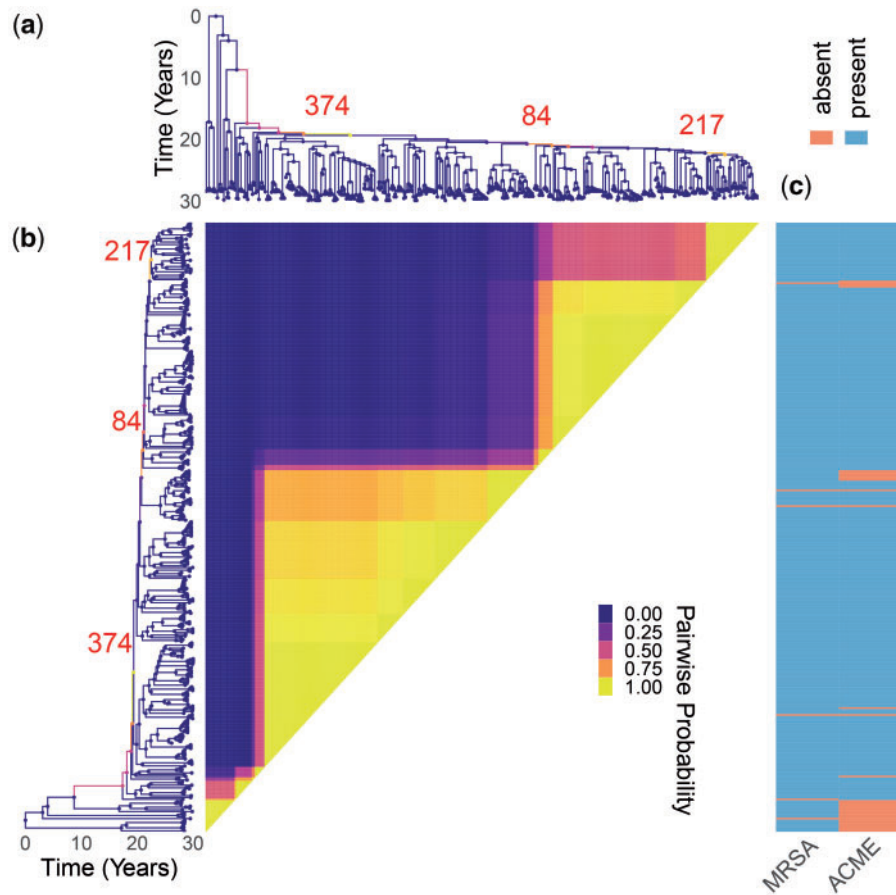 (a)
Time (Years)
0
10
20
30
374
84
217
absent
present
(b)
(c)
217
84
374
0.00
0.25
0.50
0.75
1.00
Pairwise Probability
0 10 20 30
Time (Years)
MRSA
ACME